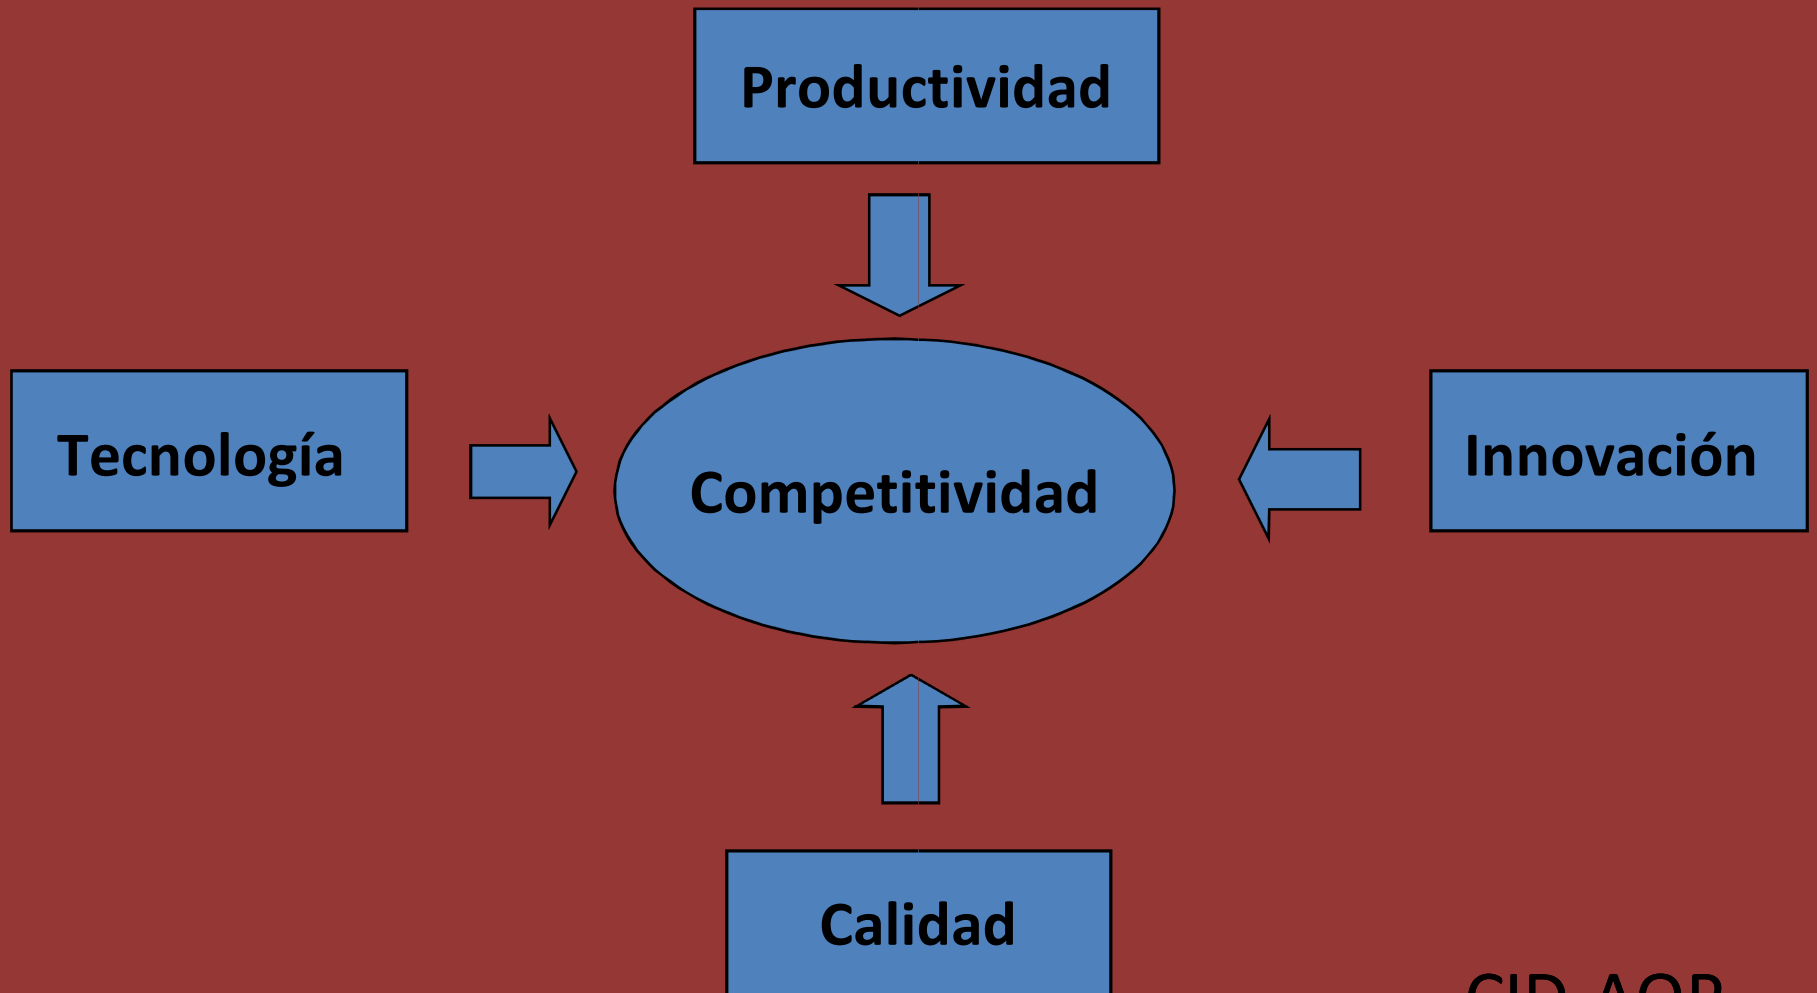 Productividad
Tecnología
Competitividad
Innovación
Calidad